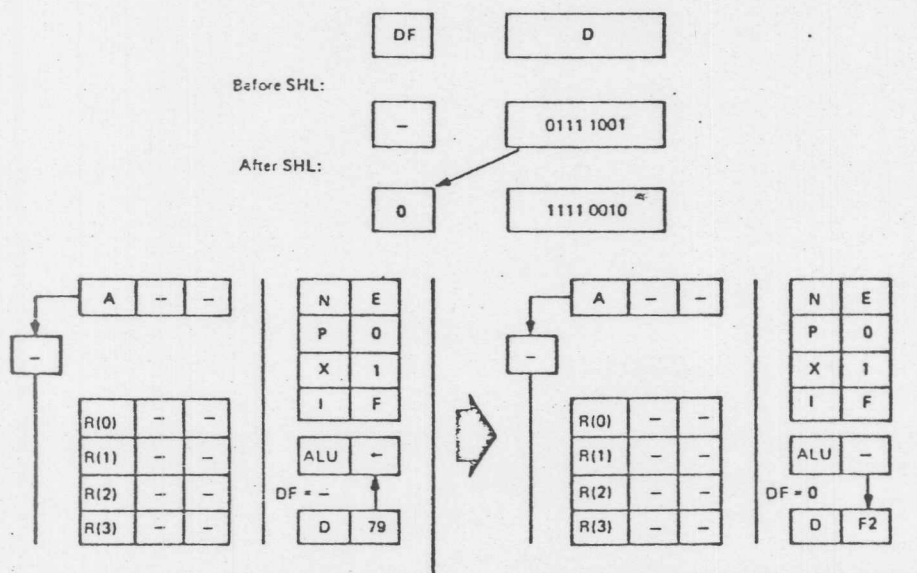 DF D
Before SHL:
– 0111 1001
After SHL:
0 1111 0010
A – –
–
R(0) – –
R(1) – –
R(2) – –
R(3) – –
N E
P 0
X 1
I F
ALU –
DF = –
D 79
A – –
–
R(0) – –
R(1) – –
R(2) – –
R(3) – –
N E
P 0
X 1
I F
ALU –
DF = 0
D F2